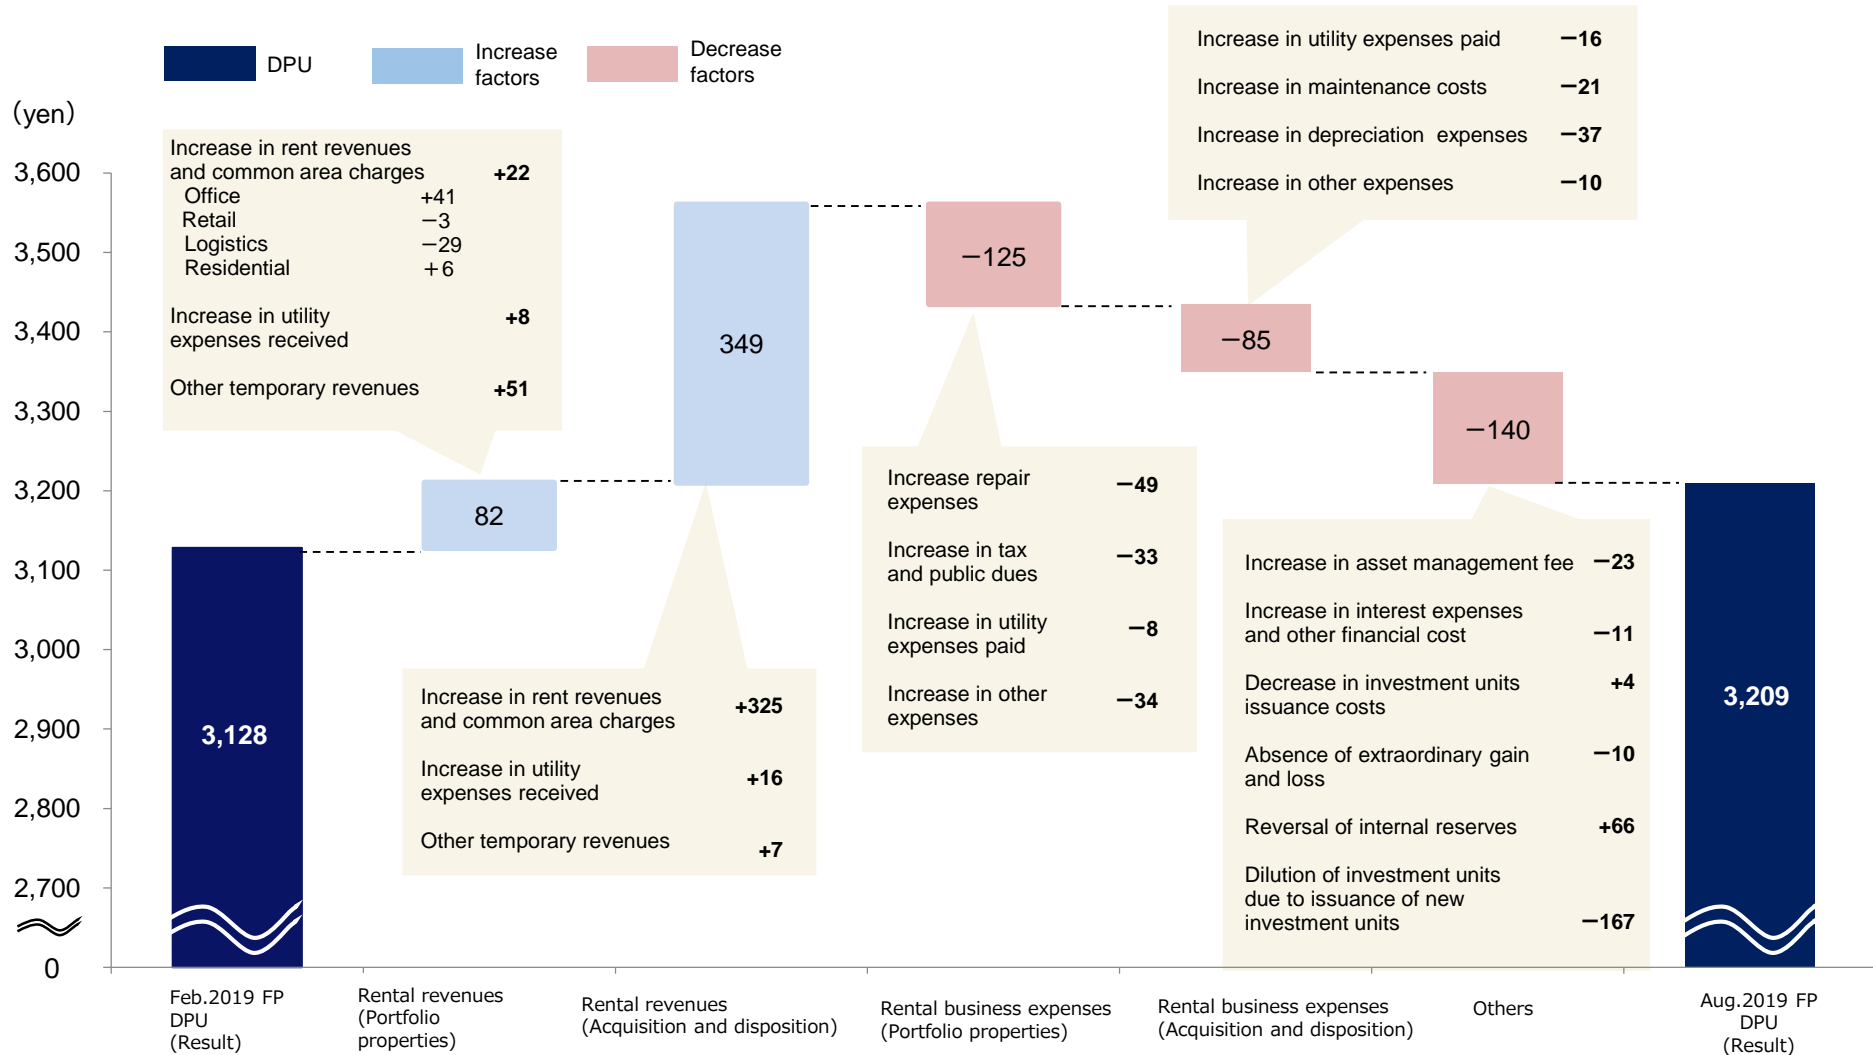 DPU
Increase
factors
Decrease
factors
(yen)
3,600
3,500
3,400
3,300
3,200
3,100
3,000
2,900
2,800
2,700
0
Increase in rent revenues
and common area charges +22
Office +41
Retail －3
Logistics －29
Residential ＋6
Increase in utility +8
expenses received
Other temporary revenues +51
Increase in utility expenses paid －16
Increase in maintenance costs －21
Increase in depreciation expenses －37
Increase in other expenses －10
3,128
82
349
－125
－85
－140
3,209
Increase in rent revenues +325
and common area charges
Increase in utility +16
expenses received
Other temporary revenues +7
Increase repair －49
expenses
Increase in tax －33
and public dues
Increase in utility －8
expenses paid
Increase in other －34
expenses
Increase in asset management fee －23
Increase in interest expenses
and other financial cost －11
Decrease in investment units +4
issuance costs
Absence of extraordinary gain －10
and loss
Reversal of internal reserves +66
Dilution of investment units
due to issuance of new
investment units －167
Feb.2019 FP
DPU
(Result)
Rental revenues
(Portfolio
properties)
Rental revenues
(Acquisition and disposition)
Rental business expenses
(Portfolio properties)
Rental business expenses
(Acquisition and disposition)
Others
Aug.2019 FP
DPU
(Result)